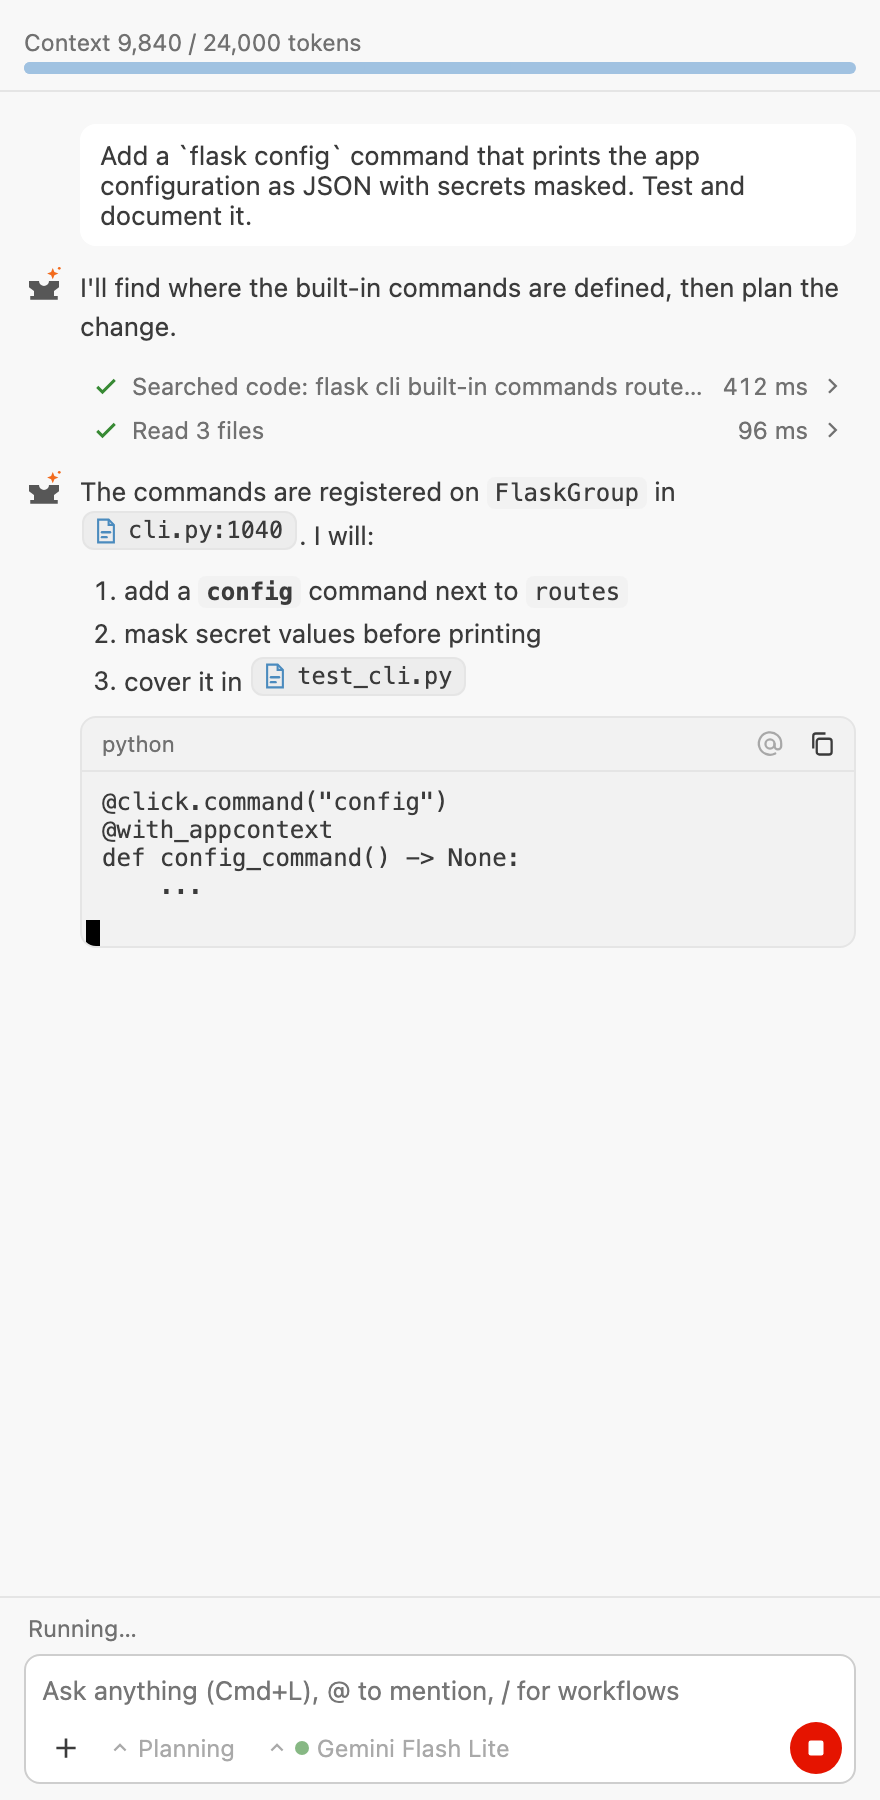 Context 9,840 / 24,000 tokens
Add a `flask config` command that prints the app
configuration as JSON with secrets masked. Test and
document it.
I'll find where the built-in commands are defined, then plan the
change.
Searched code: flask cli built-in commands route... 412 ms
Read 3 files 96 ms
The commands are registered on FlaskGroup in
cli.py:1040. I will:
1. add a config command next to routes
2. mask secret values before printing
3. cover it in test_cli.py
python
@click.command("config")
@with_appcontext
def config_command() -> None:
    ...
Running...
Ask anything (Cmd+L), @ to mention, / for workflows
Planning Gemini Flash Lite